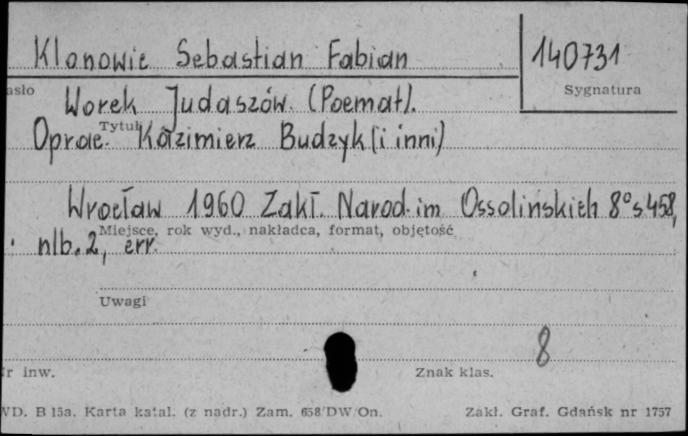 Klonowic Sebastian Fabian
140731
asło
Sygnatura
Worek Judaszów. (Poemat).
Tytuł
Oprac. Kazimierz Budzyk (i inni)
Wrocław 1960 Zakł. Narod. im Ossolińskich 8° s 458,
Miejsce, rok wyd., nakładca, format, objętość
nlb. 2, err.
Uwagi
8
r inw.
Znak klas.
WD. B 15a. Karta katal. (z nadr.) Zam. 658/DW/On.
Zakł. Graf. Gdańsk nr 1757